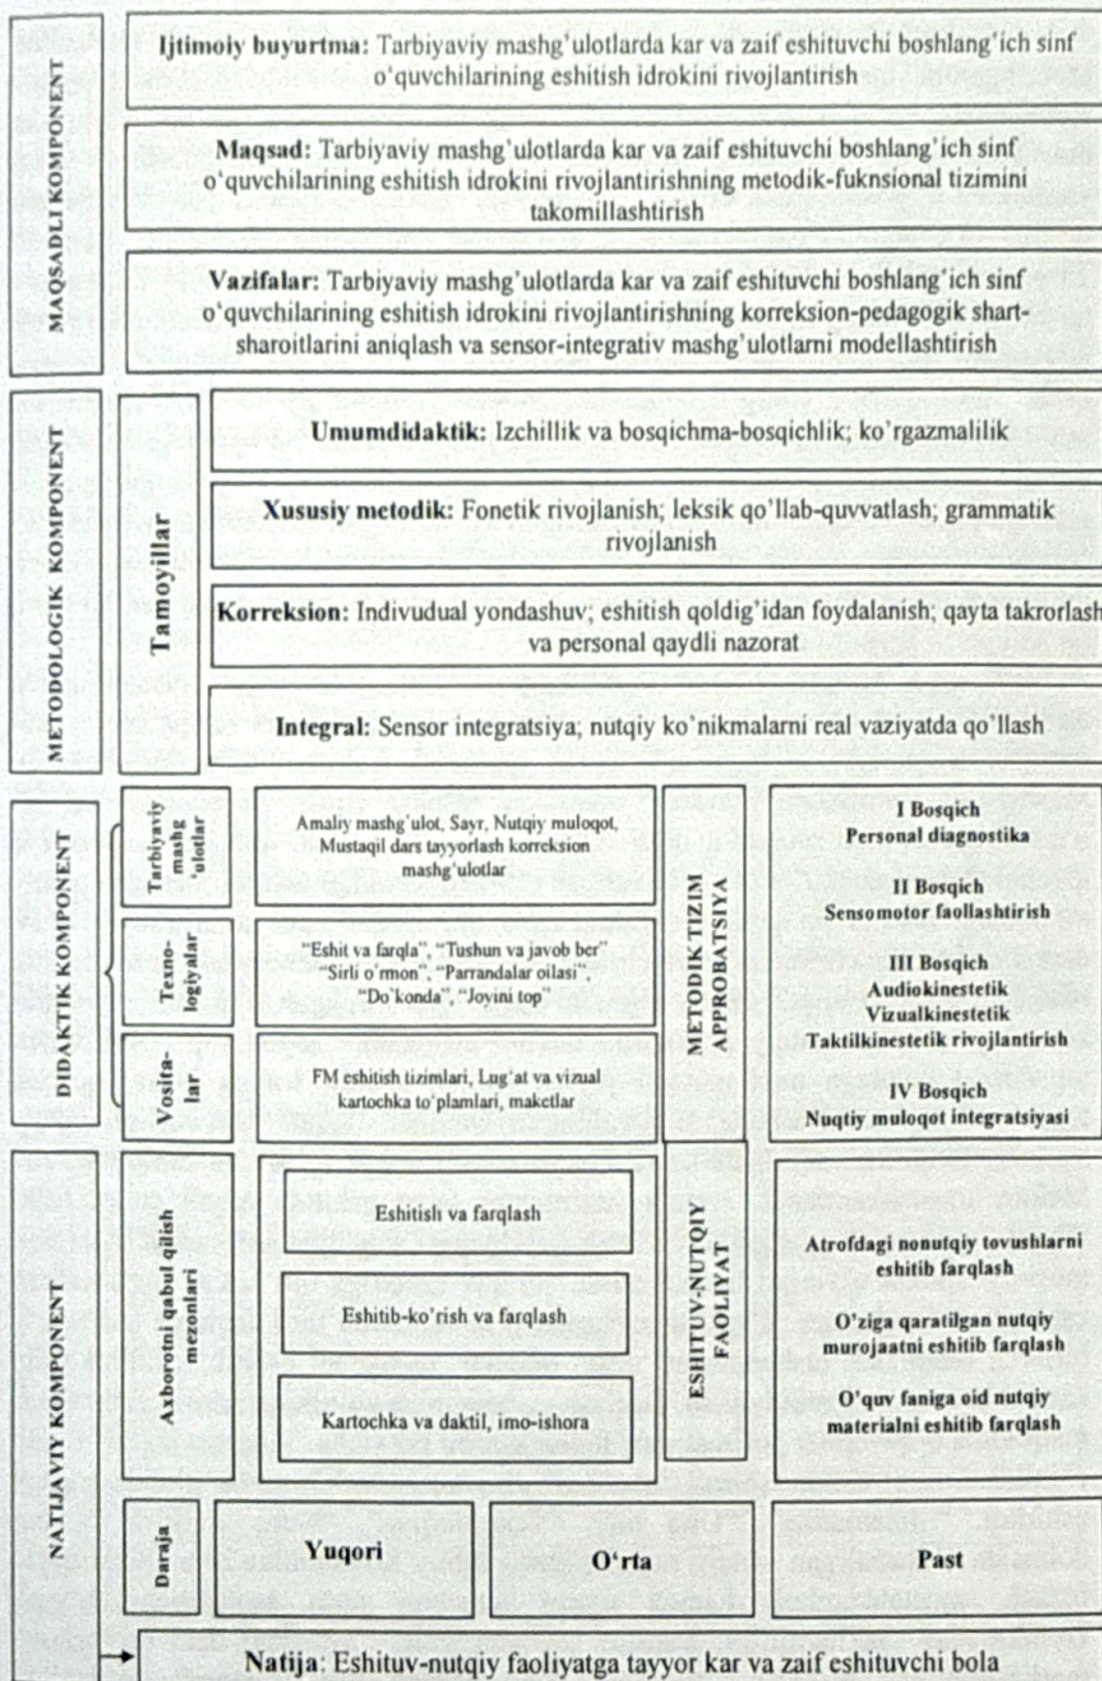 MAQSADLI KOMPONENT
Ijtimoiy buyurtma: Tarbiyaviy mashg'ulotlarda kar va zaif eshituvchi boshlang'ich sinf
o‘quvchilarining eshitish idrokini rivojlantirish
Maqsad: Tarbiyaviy mashg'ulotlarda kar va zaif eshituvchi boshlang'ich sinf
o‘quvchilarining eshitish idrokini rivojlantirishning metodik-fuknsional tizimini
takomillashtirish
Vazifalar: Tarbiyaviy mashg'ulotlarda kar va zaif eshituvchi boshlang'ich sinf
o‘quvchilarining eshitish idrokini rivojlantirishning korreksion-pedagogik shart-
sharoitlarini aniqlash va sensor-integrativ mashg'ulotlarni modellashtirish
METODOLOGIK KOMPONENT
Tamoyillar
Umumdidaktik: Izchillik va bosqichma-bosqichlik; ko'rgazmalilik
Xususiy metodik: Fonetik rivojlanish; leksik qo'llab-quvvatlash; grammatik
rivojlanish
Korreksion: Indivudual yondashuv; eshitish qoldig'idan foydalanish; qayta takrorlash
va personal qaydli nazorat
Integral: Sensor integratsiya; nutqiy ko'nikmalarni real vaziyatda qo'llash
DIDAKTIK KOMPONENT
Tarbiyaviy
mashg
'ulotlar
Amaliy mashg'ulot, Sayr, Nutqiy muloqot,
Mustaqil dars tayyorlash korreksion
mashg'ulotlar
Texno-
logiyalar
"Eshit va farqla", "Tushun va javob ber"
"Sirli o'rmon", "Parrandalar oilasi",
"Do'konda", "Joyini top"
Vosita-
lar
FM eshitish tizimlari, Lug'at va vizual
kartochka to'plamlari, maketlar
METODIK TIZIM
APPROBATSIYA
I Bosqich
Personal diagnostika
II Bosqich
Sensomotor faollashtirish
III Bosqich
Audiokinestetik
Vizualkinestetik
Taktilkinestetik rivojlantirish
IV Bosqich
Nuqtiy muloqot integratsiyasi
NATIJAVIY KOMPONENT
Axborotni qabul qilish
mezonlari
Eshitish va farqlash
Eshitib-ko'rish va farqlash
Kartochka va daktil, imo-ishora
ESHITUV-NUTQIY
FAOLIYAT
Atrofdagi nonutqiy tovushlarni
eshitib farqlash
O'ziga qaratilgan nutqiy
murojaatni eshitib farqlash
O'quv faniga oid nutqiy
materialni eshitib farqlash
Daraja
Yuqori
O‘rta
Past
Natija: Eshituv-nutqiy faoliyatga tayyor kar va zaif eshituvchi bola